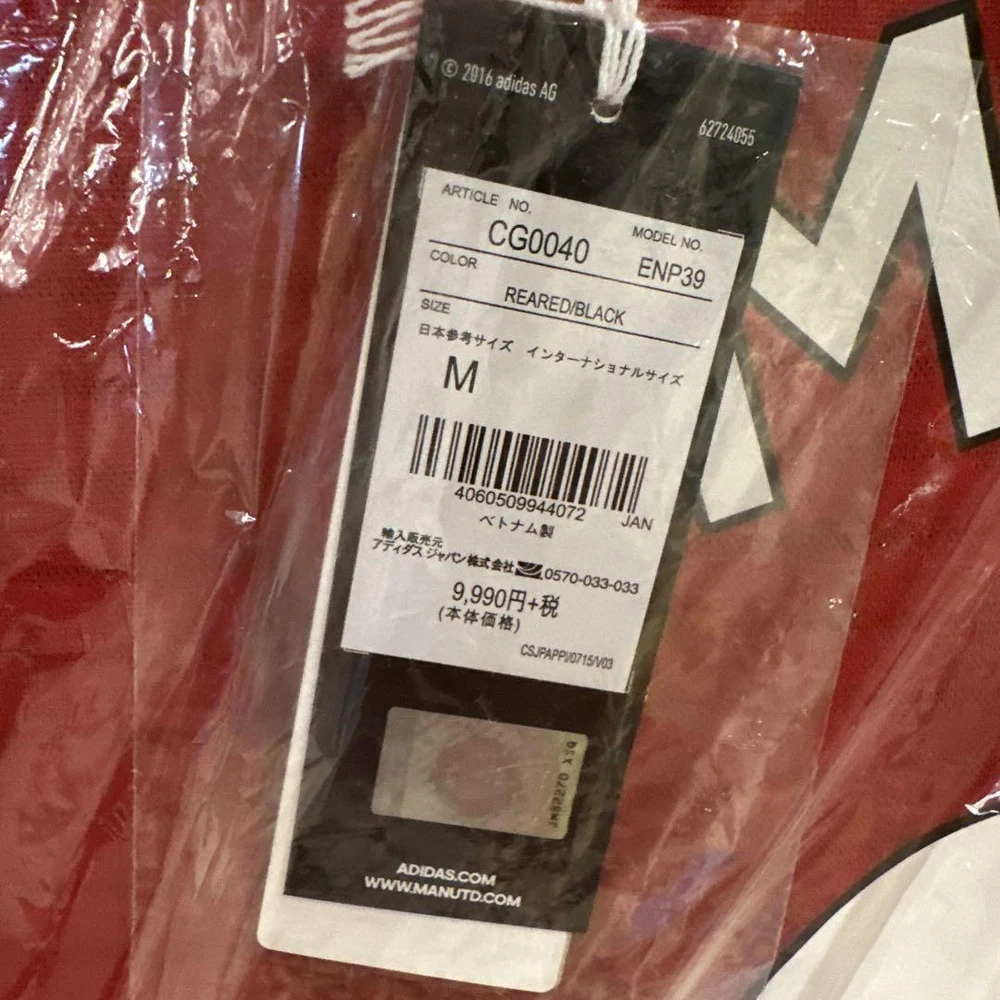 © 2016 adidas AG
62724055
ARTICLE NO.
MODEL NO.
CG0040
ENP39
COLOR
REARED/BLACK
SIZE
日本参考サイズ インターナショナルサイズ
M
4060509944072
JAN
ベトナム製
輸入販売元
アディダス ジャパン株式会社 0570-033-033
9,990円+税
(本体価格)
CSJPAPPI/0715/V03
ADIDAS.COM
WWW.MANUTD.COM
M